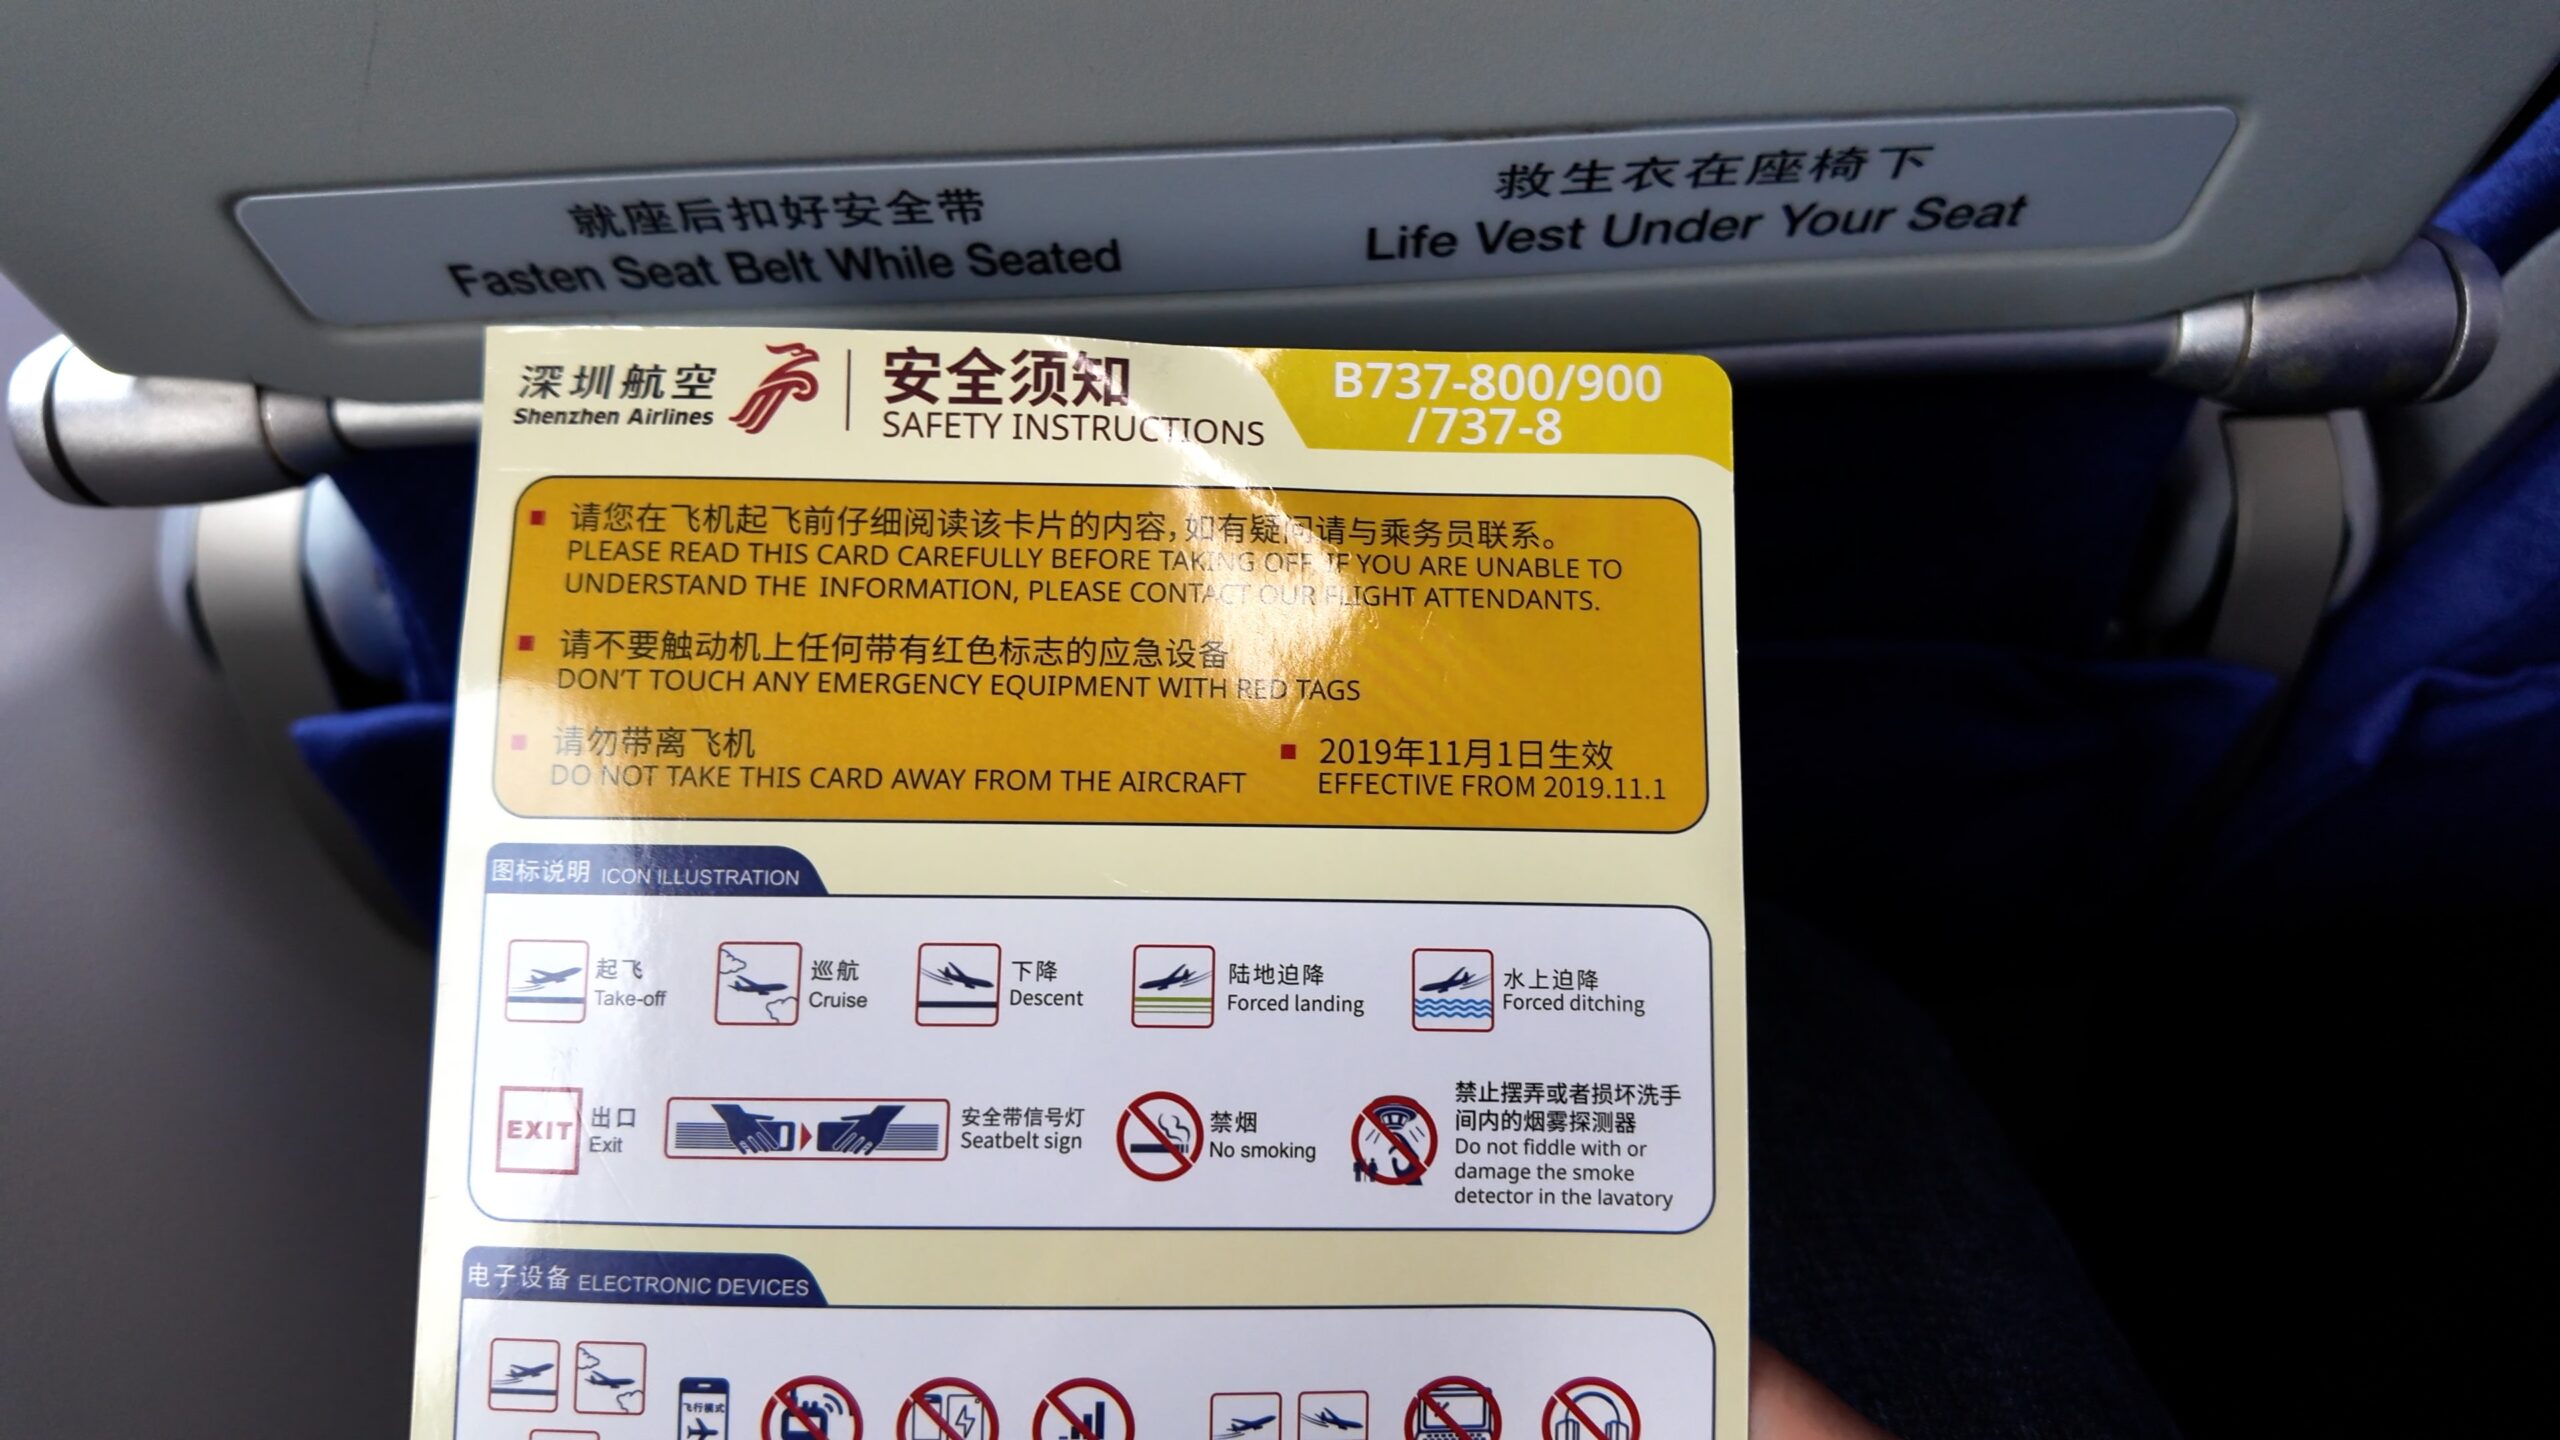 就座后扣好安全带
Fasten Seat Belt While Seated
救生衣在座椅下
Life Vest Under Your Seat
深圳航空
Shenzhen Airlines
安全须知
SAFETY INSTRUCTIONS
B737-800/900
/737-8
请您在飞机起飞前仔细阅读该卡片的内容，如有疑问请与乘务员联系。
PLEASE READ THIS CARD CAREFULLY BEFORE TAKING OFF. IF YOU ARE UNABLE TO
UNDERSTAND THE INFORMATION, PLEASE CONTACT OUR FLIGHT ATTENDANTS.
请不要触动机上任何带有红色标志的应急设备
DON'T TOUCH ANY EMERGENCY EQUIPMENT WITH RED TAGS
请勿带离飞机
DO NOT TAKE THIS CARD AWAY FROM THE AIRCRAFT
2019年11月1日生效
EFFECTIVE FROM 2019.11.1
图标说明 ICON ILLUSTRATION
起飞
Take-off
巡航
Cruise
下降
Descent
陆地迫降
Forced landing
水上迫降
Forced ditching
EXIT
出口
Exit
安全带信号灯
Seatbelt sign
禁烟
No smoking
禁止摆弄或者损坏洗手
间内的烟雾探测器
Do not fiddle with or
damage the smoke
detector in the lavatory
电子设备 ELECTRONIC DEVICES
飞行模式